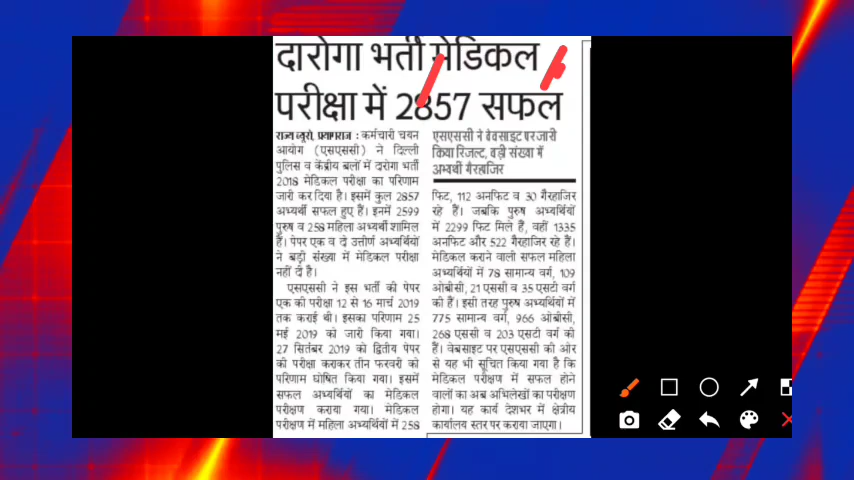 दारोगा भर्ती मेडिकल
परीक्षा में 2857 सफल
राज्य ब्यूरो, प्रयागराज : कर्मचारी चयन
आयोग (एसएससी) ने दिल्ली
पुलिस व केंद्रीय बलों में दारोगा भर्ती
2018 मेडिकल परीक्षा का परिणाम
जारी कर दिया है। इसमें कुल 2857
अभ्यर्थी सफल हुए हैं। इनमें 2599
पुरुष व 258 महिला अभ्यर्थी शामिल
हैं। पेपर एक व दो उत्तीर्ण अभ्यर्थियों
ने बड़ी संख्या में मेडिकल परीक्षा
नहीं दी है।
एसएससी ने इस भर्ती की पेपर
एक की परीक्षा 12 से 16 मार्च 2019
तक कराई थी। इसका परिणाम 25
मई 2019 को जारी किया गया।
27 सितंबर 2019 को द्वितीय पेपर
की परीक्षा कराकर तीन फरवरी को
परिणाम घोषित किया गया। इसमें
सफल अभ्यर्थियों का मेडिकल
परीक्षण कराया गया। मेडिकल
परीक्षण में महिला अभ्यर्थियों में 258
एसएससी ने वेबसाइट पर जारी
किया रिजल्ट, बड़ी संख्या में
अभ्यर्थी गैरहाजिर
फिट, 112 अनफिट व 30 गैरहाजिर
रहे हैं। जबकि पुरुष अभ्यर्थियों
में 2299 फिट मिले हैं, वहीं 1335
अनफिट और 522 गैरहाजिर रहे हैं।
मेडिकल कराने वाली सफल महिला
अभ्यर्थियों में 78 सामान्य वर्ग, 109
ओबीसी, 21 एससी व 35 एसटी वर्ग
की हैं। इसी तरह पुरुष अभ्यर्थियों में
775 सामान्य वर्ग, 966 ओबीसी,
268 एससी व 203 एसटी वर्ग के
हैं। वेबसाइट पर एसएससी की ओर
से यह भी सूचित किया गया है कि
मेडिकल परीक्षण में सफल होने
वालों का अब अभिलेखों का परीक्षण
होगा। यह कार्य देशभर में क्षेत्रीय
कार्यालय स्तर पर कराया जाएगा।